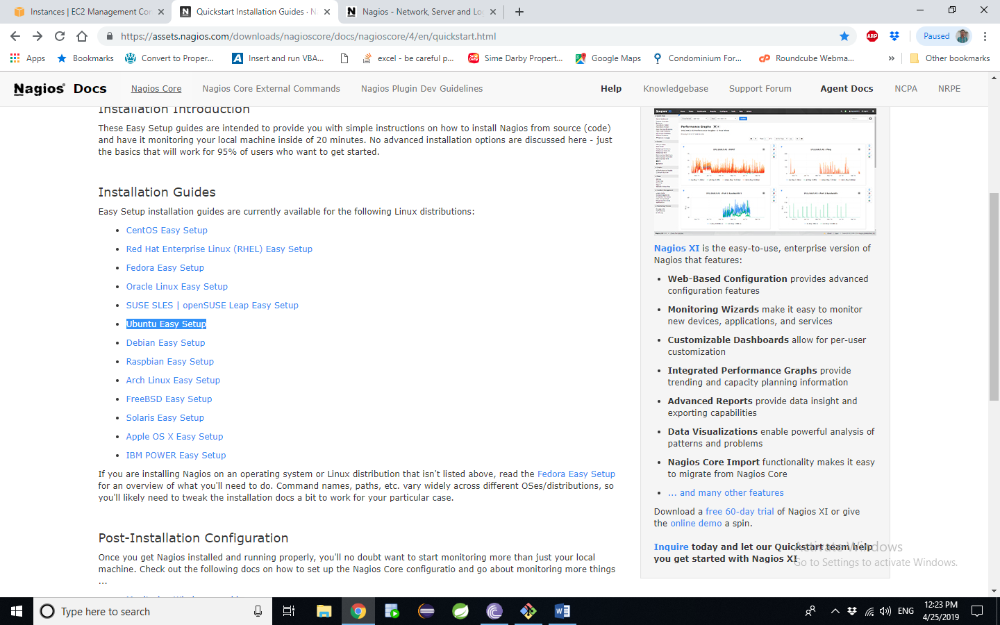 Instances | EC2 Management Con
Quickstart Installation Guides · N
Nagios - Network, Server and Log
https://assets.nagios.com/downloads/nagioscore/docs/nagioscore/4/en/quickstart.html
ABP
Paused
Apps
Bookmarks
Convert to Proper...
Insert and run VBA...
excel - be careful p...
Sime Darby Propert...
Google Maps
Condominium For...
Roundcube Webma...
»
Other bookmarks
Nagios® Docs
Nagios Core
Nagios Core External Commands
Nagios Plugin Dev Guidelines
Help
Knowledgebase
Support Forum
Agent Docs
NCPA
NRPE
Installation Introduction
These Easy Setup guides are intended to provide you with simple instructions on how to install Nagios from source (code)
and have it monitoring your local machine inside of 20 minutes. No advanced installation options are discussed here - just
the basics that will work for 95% of users who want to get started.
Installation Guides
Easy Setup installation guides are currently available for the following Linux distributions:
• CentOS Easy Setup
• Red Hat Enterprise Linux (RHEL) Easy Setup
• Fedora Easy Setup
• Oracle Linux Easy Setup
• SUSE SLES | openSUSE Leap Easy Setup
• Ubuntu Easy Setup
• Debian Easy Setup
• Raspbian Easy Setup
• Arch Linux Easy Setup
• FreeBSD Easy Setup
• Solaris Easy Setup
• Apple OS X Easy Setup
• IBM POWER Easy Setup
If you are installing Nagios on an operating system or Linux distribution that isn't listed above, read the Fedora Easy Setup
for an overview of what you'll need to do. Command names, paths, etc. vary widely across different OSes/distributions, so
you'll likely need to tweak the installation docs a bit to work for your particular case.
Post-Installation Configuration
Once you get Nagios installed and running properly, you'll no doubt want to start monitoring more than just your local
machine. Check out the following docs on how to set up the Nagios Core configuratio and go about monitoring more things
...
Performance Graphs
Nagios XI is the easy-to-use, enterprise version of
Nagios that features:
• Web-Based Configuration provides advanced
configuration features
• Monitoring Wizards make it easy to monitor
new devices, applications, and services
• Customizable Dashboards allow for per-user
customization
• Integrated Performance Graphs provide
trending and capacity planning information
• Advanced Reports provide data insight and
exporting capabilities
• Data Visualizations enable powerful analysis of
patterns and problems
• Nagios Core Import functionality makes it easy
to migrate from Nagios Core
• ... and many other features
Download a free 60-day trial of Nagios XI or give
the online demo a spin.
Inquire today and let our Quickstart team help
you get started with Nagios XI
Activate Windows
Go to Settings to activate Windows.
Type here to search
ENG
12:23 PM
4/25/2019